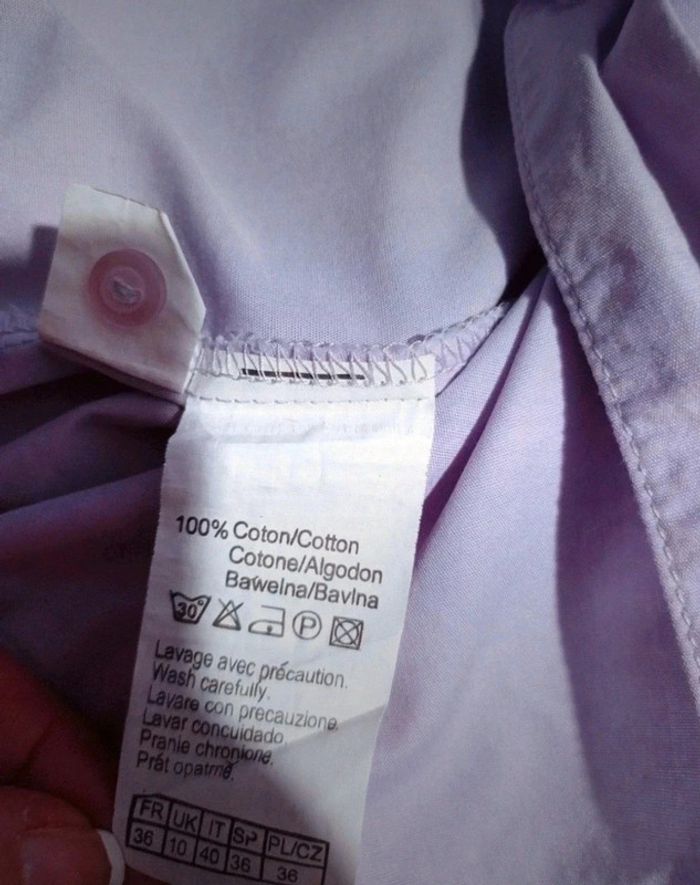 100% Coton/Cotton
Cotone/Algodon
Bawełna/Bavlna
30°
P
Lavage avec précaution.
Wash carefully.
Lavare con precauzione.
Lavar concuidado
Pranie chronione.
Prát opatrně.
FR UK IT SP PL/CZ
36 10 40 36 36